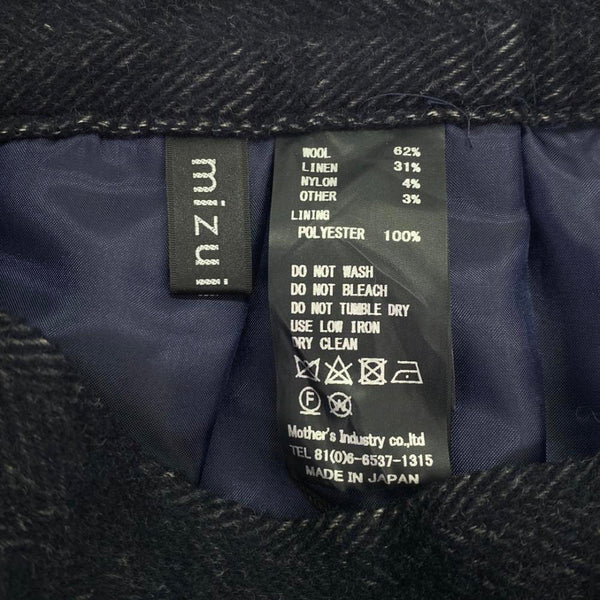 mizuiro
WOOL 62%
LINEN 31%
NYLON 4%
OTHER 3%
LINING
POLYESTER 100%
DO NOT WASH
DO NOT BLEACH
DO NOT TUMBLE DRY
USE LOW IRON
DRY CLEAN
F
W
Mother's Industry co.,ltd
TEL 81(0)6-6537-1315
MADE IN JAPAN